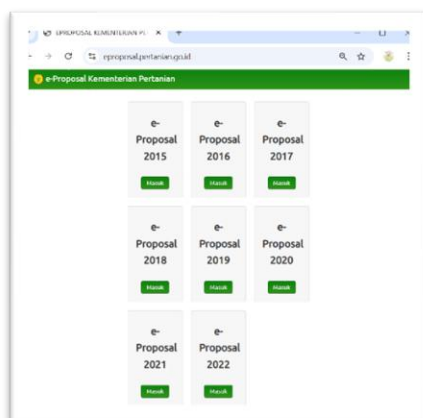 EPROPOSAL KEMENTERIAN PE
eproposal.pertanian.go.id
e-Proposal Kementerian Pertanian
e-
Proposal
2015
Masuk
e-
Proposal
2016
Masuk
e-
Proposal
2017
Masuk
e-
Proposal
2018
Masuk
e-
Proposal
2019
Masuk
e-
Proposal
2020
Masuk
e-
Proposal
2021
Masuk
e-
Proposal
2022
Masuk